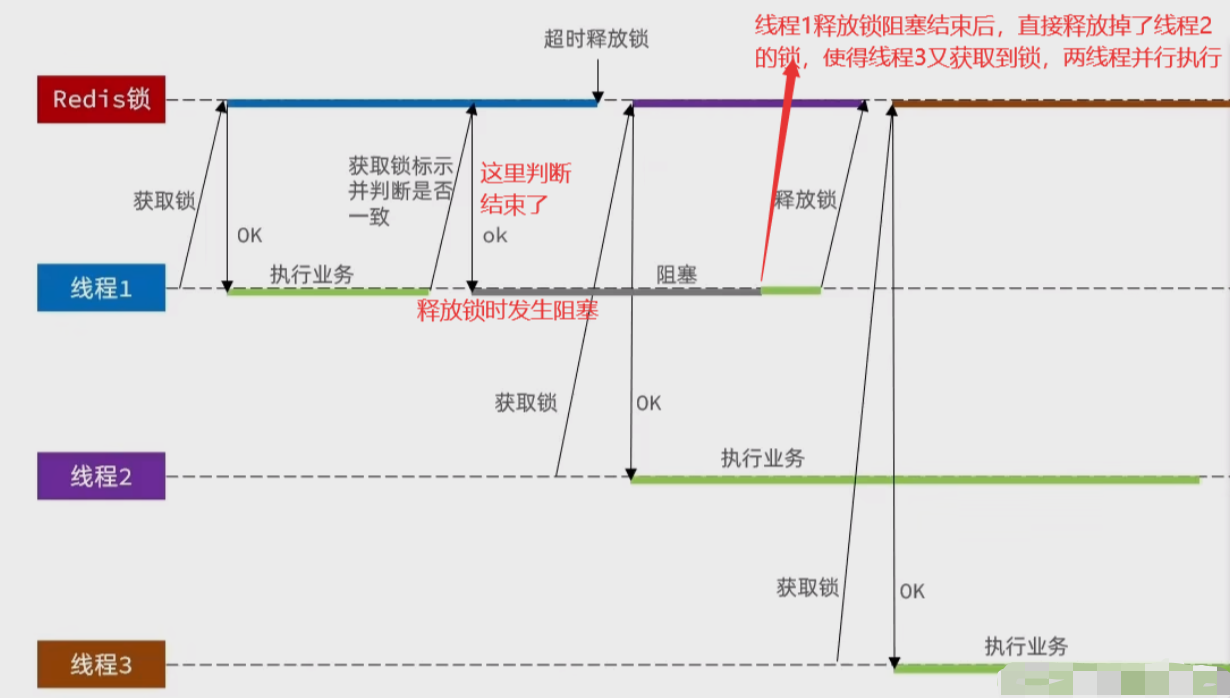 线程1释放锁阻塞结束后，直接释放掉了线程2
的锁，使得线程3又获取到锁，两线程并行执行
超时释放锁
Redis锁
获取锁
OK
获取锁标示
并判断是否
一致
这里判断
结束了
ok
释放锁
线程1
执行业务
阻塞
释放锁时发生阻塞
获取锁
OK
线程2
执行业务
获取锁
OK
线程3
执行业务